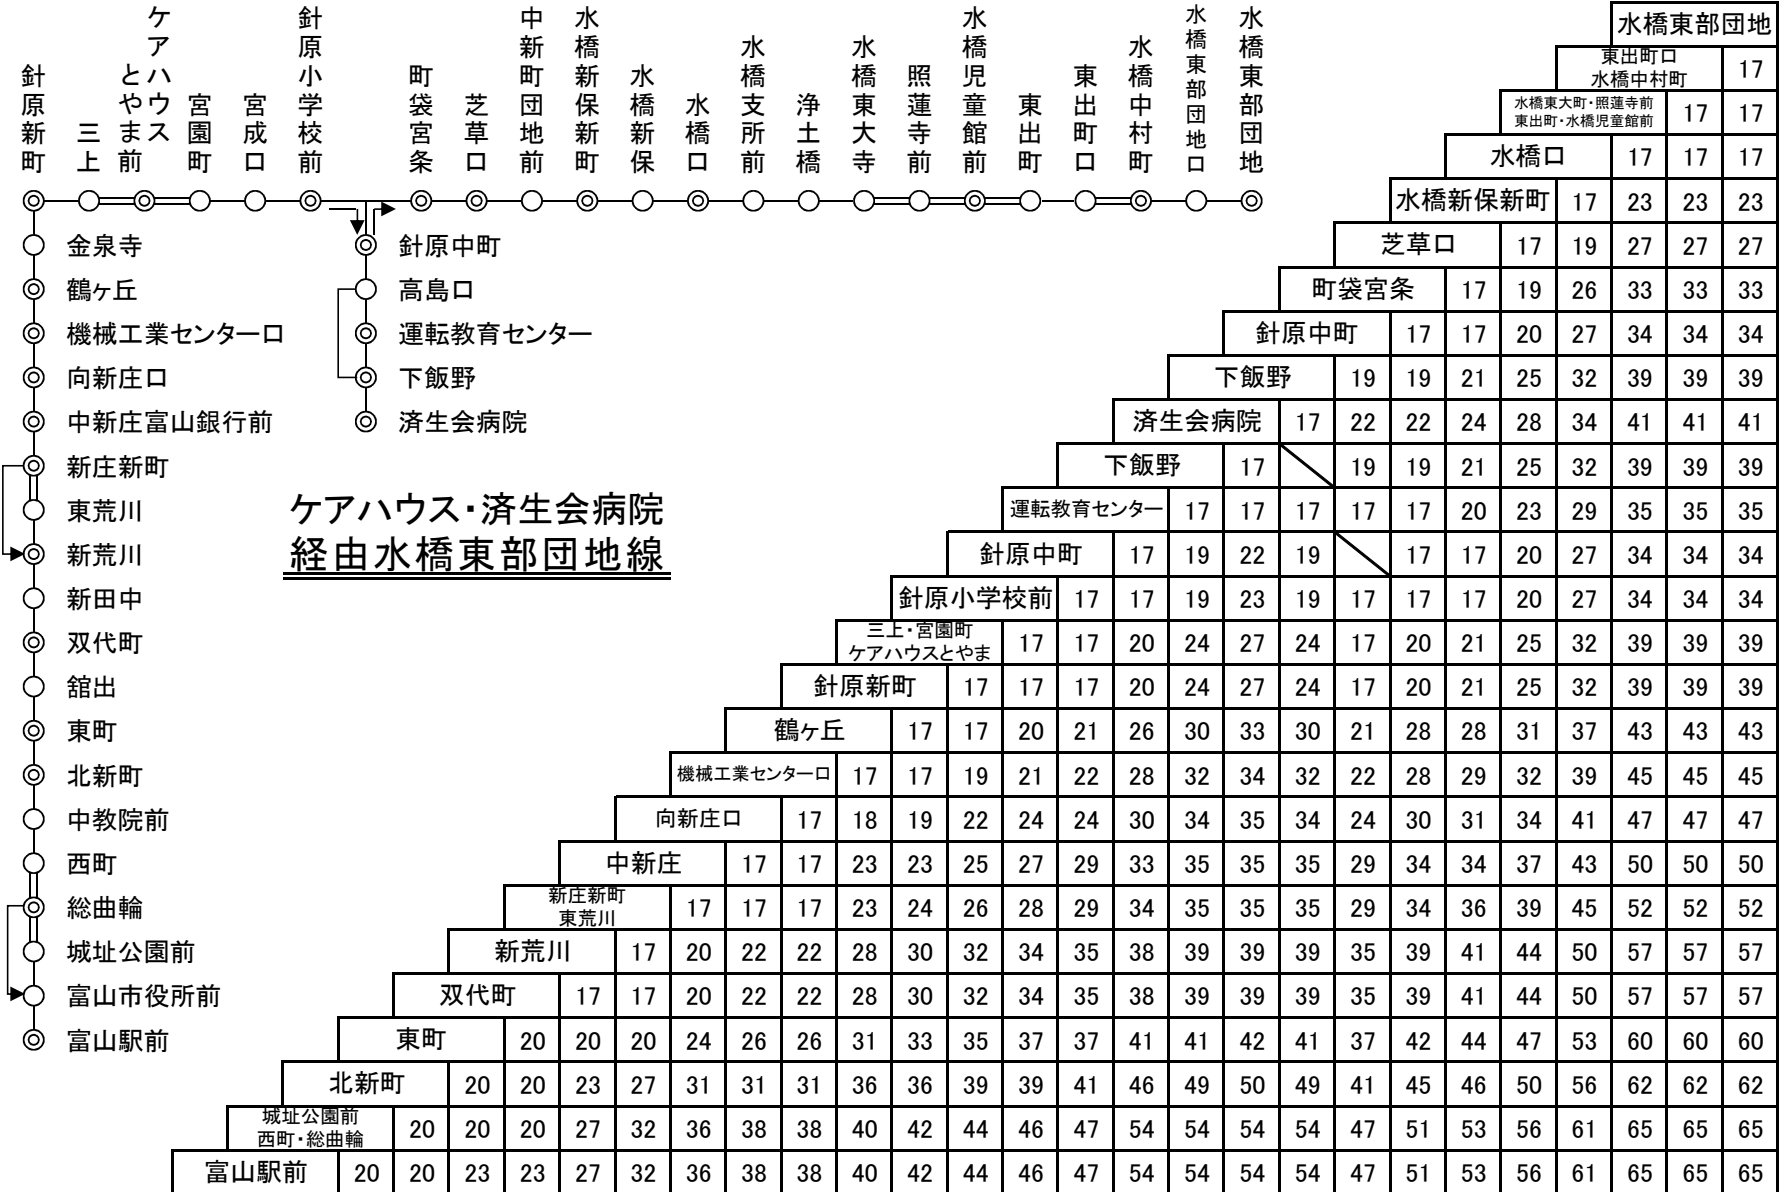 針原新町
三上
ケアハウス
とやま前
宮園町
宮成口
針原小学校前
町袋宮条
芝草口
中新町団地前
水橋新保新町
水橋新保
水橋口
水橋支所前
浄土橋
水橋東大寺
照蓮寺前
水橋児童館前
東出町
東出町口
水橋中村町
水橋東部団地口
水橋東部団地
金泉寺
鶴ヶ丘
機械工業センター口
向新庄口
中新庄富山銀行前
新庄新町
東荒川
新荒川
新田中
双代町
舘出
東町
北新町
中教院前
西町
総曲輪
城址公園前
富山市役所前
富山駅前
針原中町
高島口
運転教育センター
下飯野
済生会病院
ケアハウス・済生会病院
経由水橋東部団地線
水橋東部団地
東出町口
水橋中村町 17
水橋東大町・照蓮寺前
東出町・水橋児童館前 17 17
水橋口 17 17 17
水橋新保新町 17 23 23 23
芝草口 17 19 27 27 27
町袋宮条 17 19 26 33 33 33
針原中町 17 17 20 27 34 34 34
下飯野 19 19 21 25 32 39 39 39
済生会病院 17 22 22 24 28 34 41 41 41
下飯野 17 19 19 21 25 32 39 39 39
運転教育センター 17 17 17 17 17 20 23 29 35 35 35
針原中町 17 19 22 19 17 17 20 27 34 34 34
針原小学校前 17 17 19 23 19 17 17 17 20 27 34 34 34
三上・宮園町
ケアハウスとやま 17 17 20 24 27 24 17 20 21 25 32 39 39 39
針原新町 17 17 17 20 24 27 24 17 20 21 25 32 39 39 39
鶴ヶ丘 17 17 20 21 26 30 33 30 21 28 28 31 37 43 43 43
機械工業センター口 17 17 19 21 22 28 32 34 32 22 28 29 32 39 45 45 45
向新庄口 17 18 19 22 24 24 30 34 35 34 24 30 31 34 41 47 47 47
中新庄 17 17 23 23 25 27 29 33 35 35 35 29 34 34 37 43 50 50 50
新庄新町
東荒川 17 17 17 23 24 26 28 29 34 35 35 35 29 34 36 39 45 52 52 52
新荒川 17 20 22 22 28 30 32 34 35 38 39 39 39 35 39 41 44 50 57 57 57
双代町 17 17 20 22 22 28 30 32 34 35 38 39 39 39 35 39 41 44 50 57 57 57
東町 20 20 20 24 26 26 31 33 35 37 37 41 41 42 41 37 42 44 47 53 60 60 60
北新町 20 20 23 27 31 31 31 36 36 39 39 41 46 49 50 49 41 45 46 50 56 62 62 62
城址公園前
西町・総曲輪 20 20 20 27 32 36 38 38 40 42 44 46 47 54 54 54 54 47 51 53 56 61 65 65 65
富山駅前 20 20 23 23 27 32 36 38 38 40 42 44 46 47 54 54 54 54 47 51 53 56 61 65 65 65